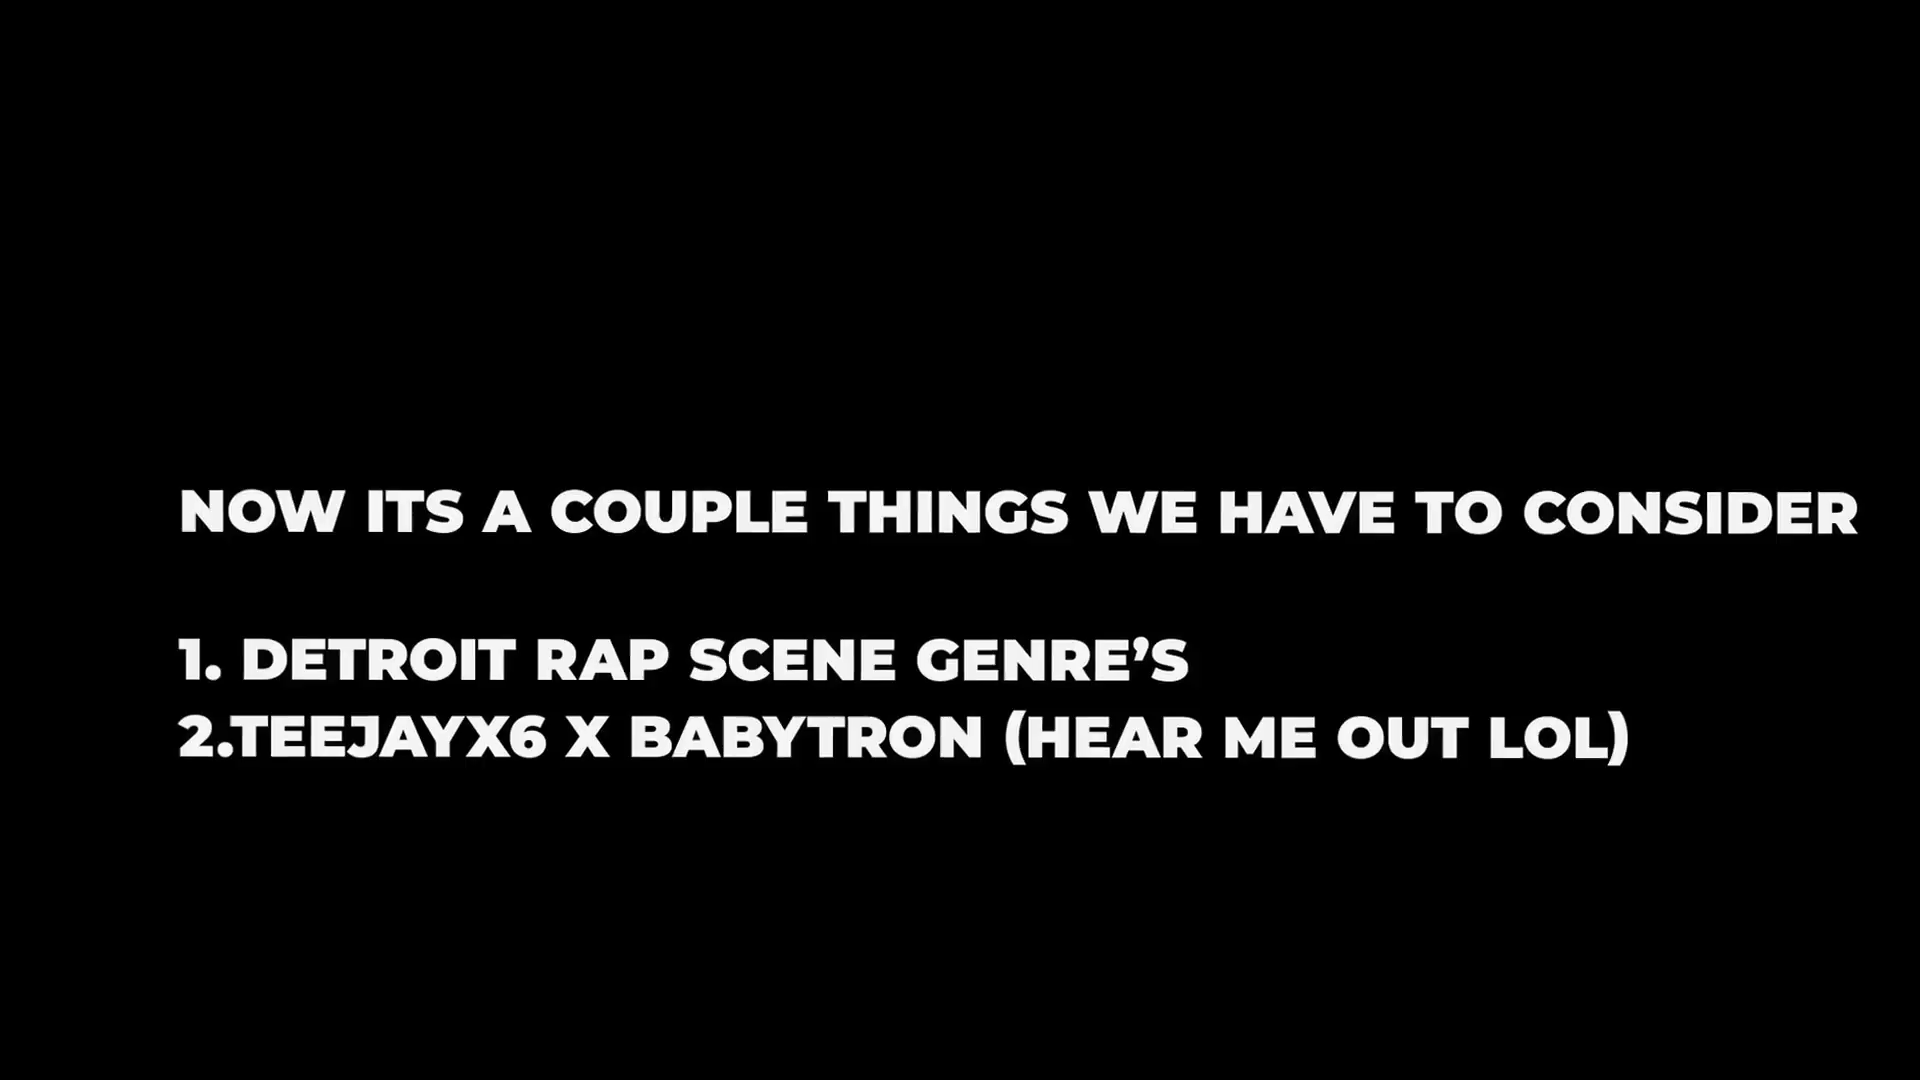 NOW ITS A COUPLE THINGS WE HAVE TO CONSIDER
1. DETROIT RAP SCENE GENRE’S
2.TEEJAYX6 X BABYTRON (HEAR ME OUT LOL)